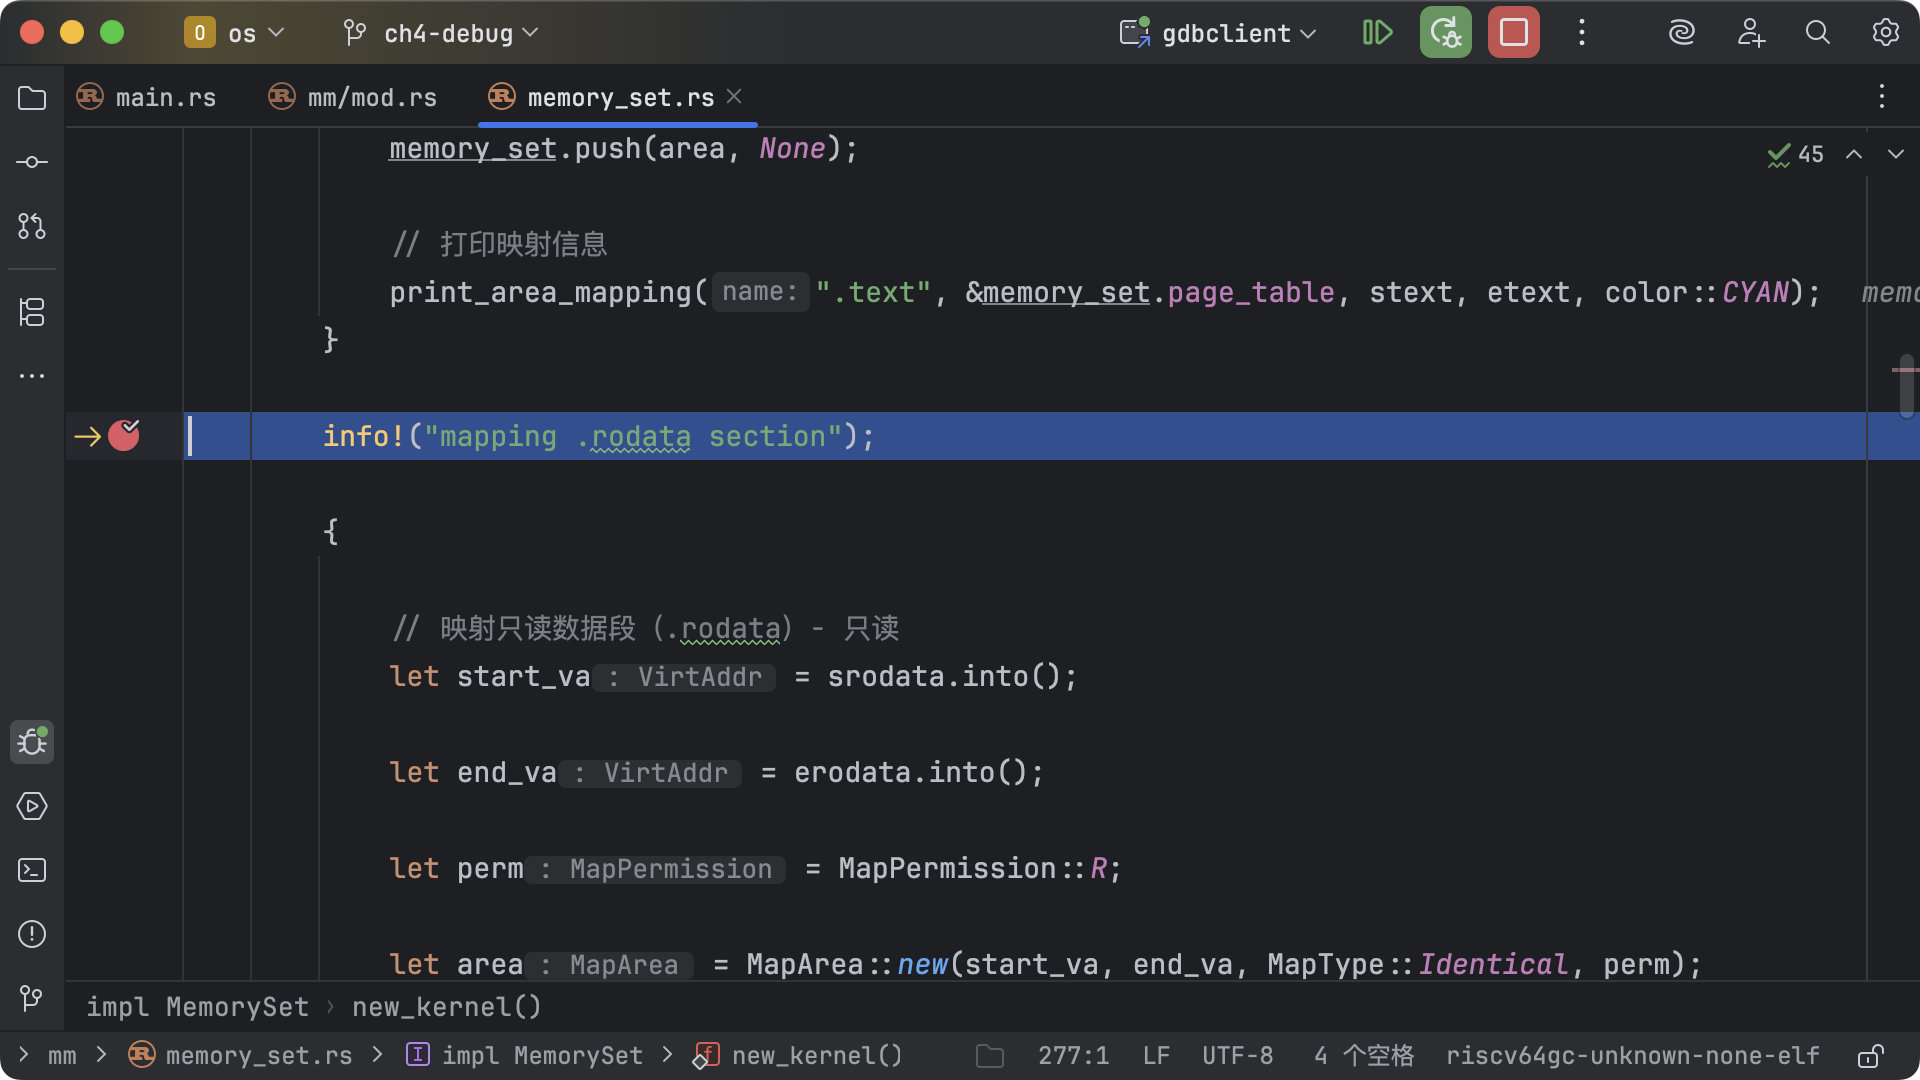 O os ch4-debug gdbclient
main.rs mm/mod.rs memory_set.rs
memory_set.push(area, None);
45
// 打印映射信息
print_area_mapping( name: ".text", &memory_set.page_table, stext, etext, color::CYAN);
}
info!("mapping .rodata section");
{
// 映射只读数据段 (.rodata) - 只读
let start_va : VirtAddr = srodata.into();
let end_va : VirtAddr = erodata.into();
let perm : MapPermission = MapPermission::R;
let area : MapArea = MapArea::new(start_va, end_va, MapType::Identical, perm);
impl MemorySet › new_kernel()
› mm › memory_set.rs › I impl MemorySet › f new_kernel() 277:1 LF UTF-8 4 个空格 riscv64gc-unknown-none-elf